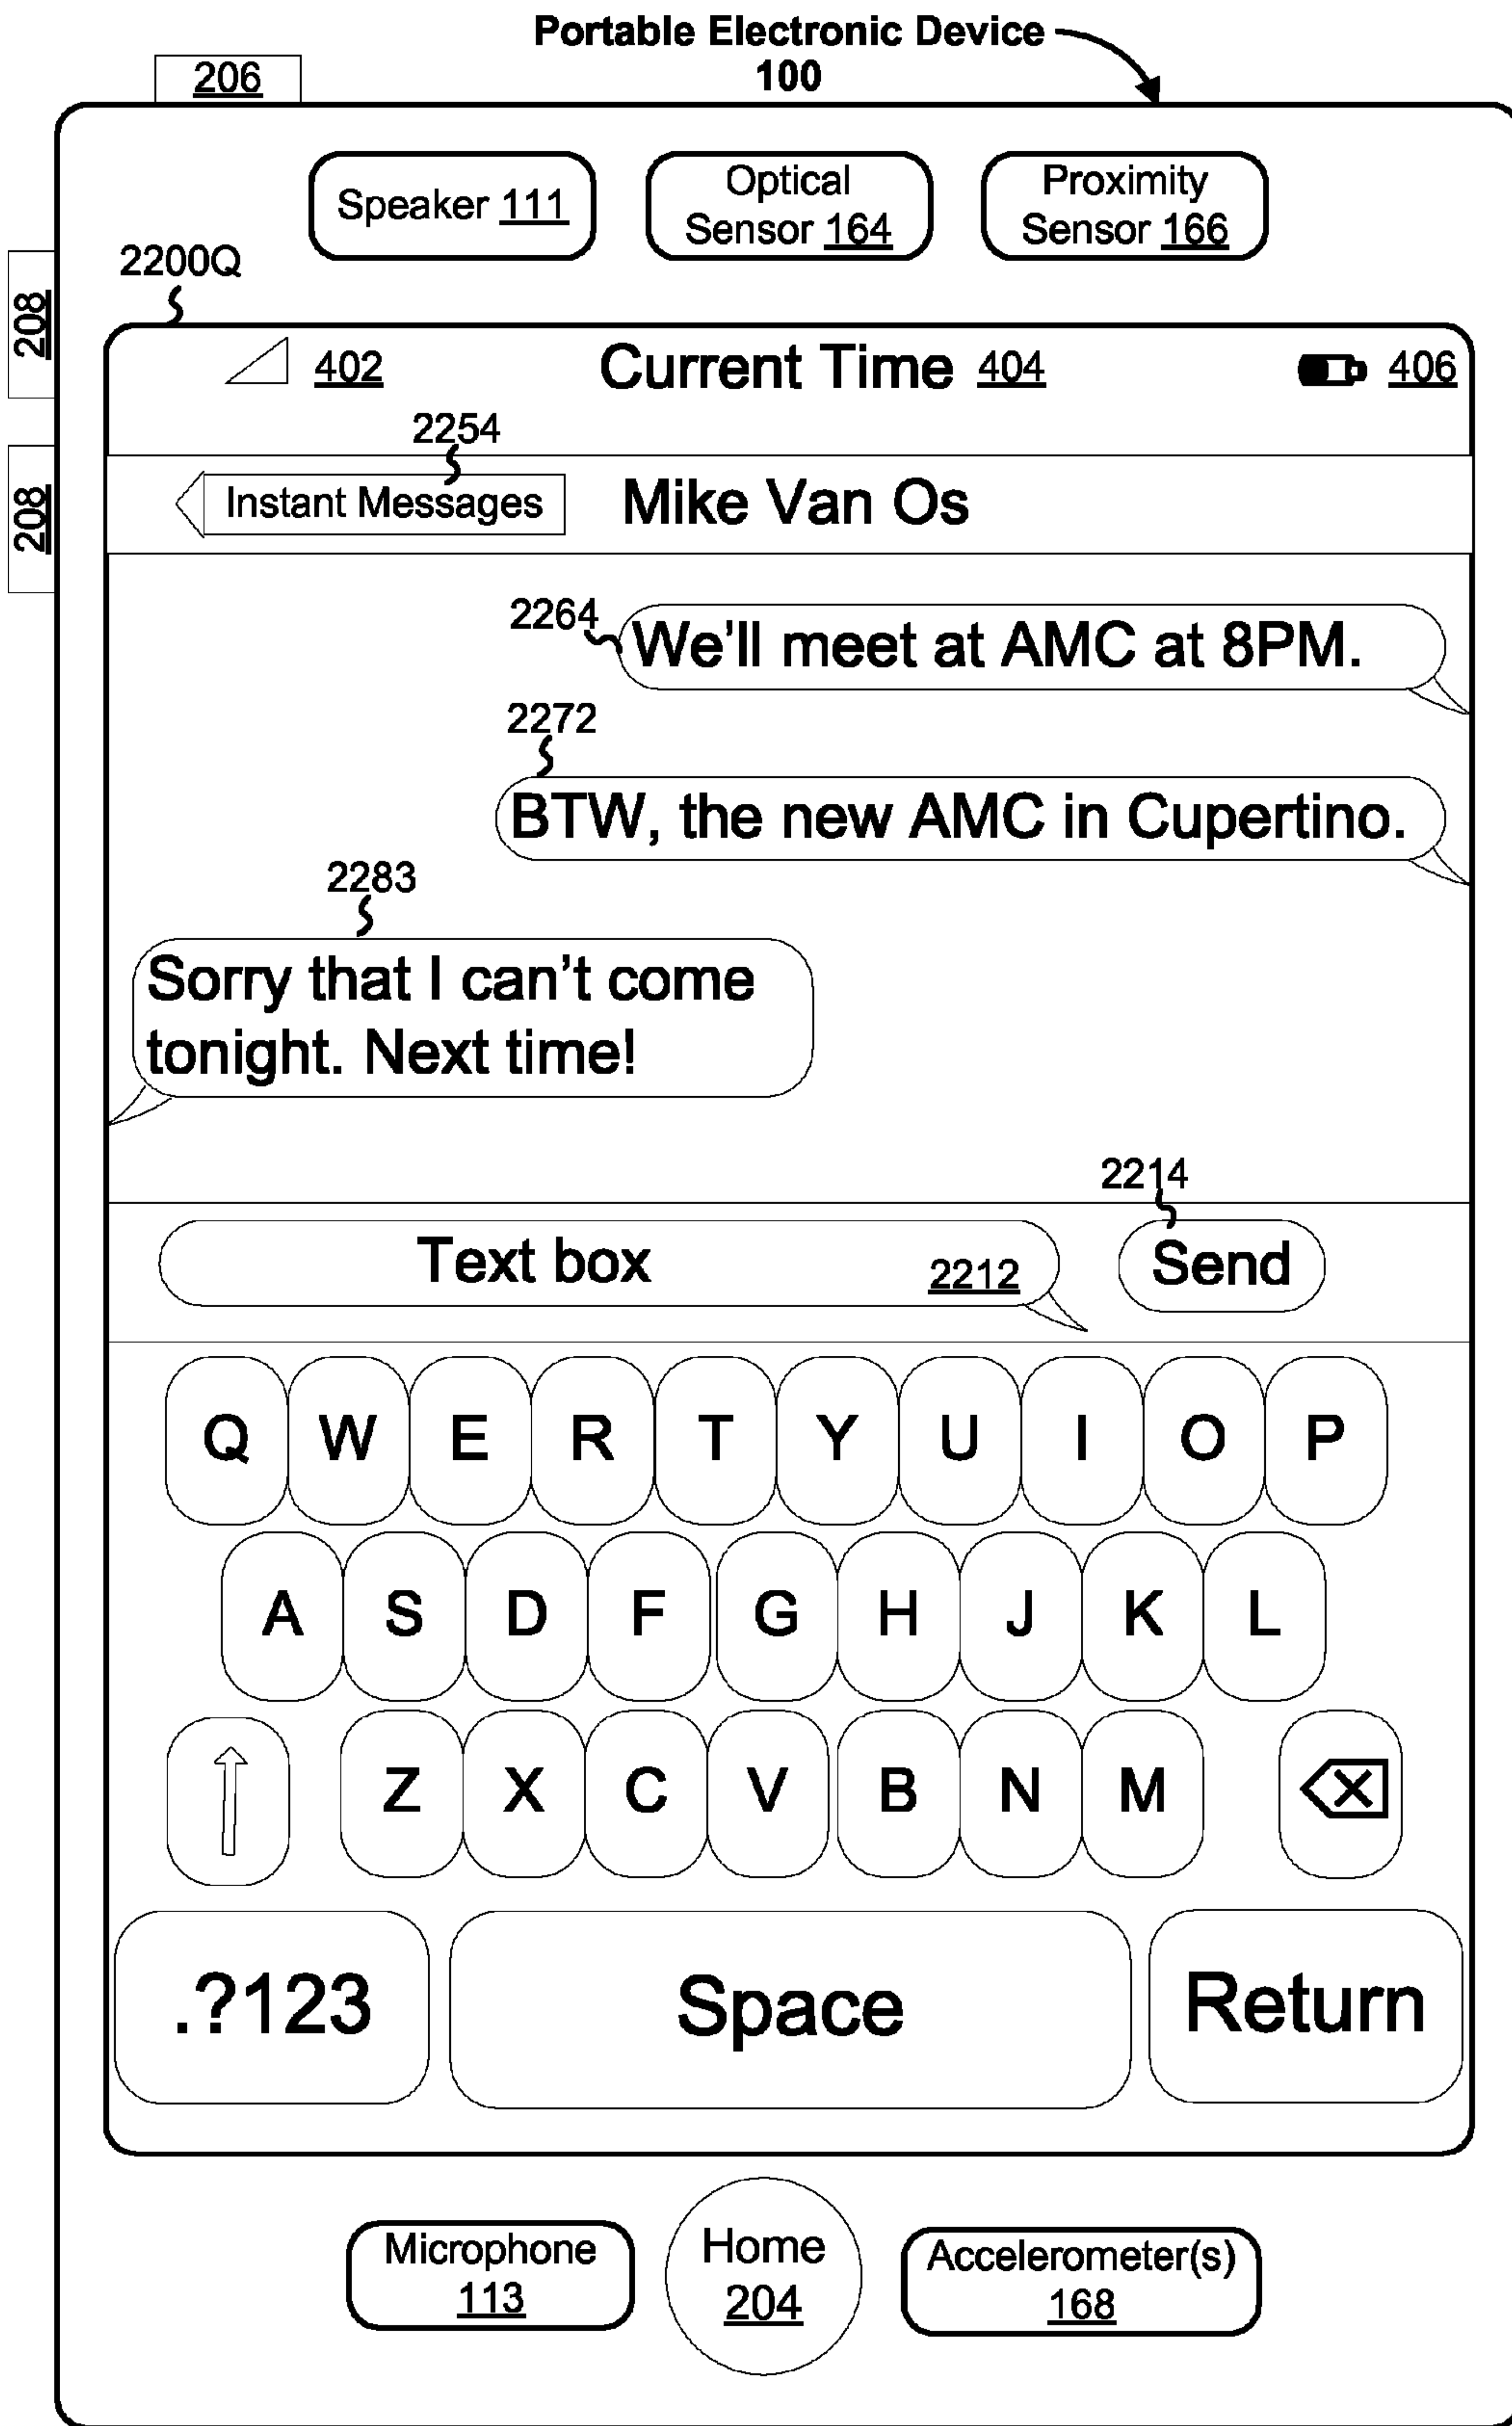 Portable Electronic Device
100
206
Speaker 111
Optical
Sensor 164
Proximity
Sensor 166
2200Q
208
402
Current Time 404
406
2254
208
Instant Messages
Mike Van Os
2264
We'll meet at AMC at 8PM.
2272
BTW, the new AMC in Cupertino.
2283
Sorry that I can't come
tonight. Next time!
2214
Text box
2212
Send
Q W E R T Y U I O P
A S D F G H J K L
Z X C V B N M
.?123
Space
Return
Microphone
113
Home
204
Accelerometer(s)
168